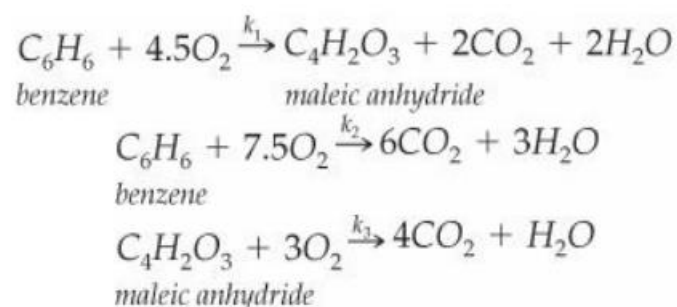 C₆H₆ + 4.5O₂ k₁→ C₄H₂O₃ + 2CO₂ + 2H₂O
benzene maleic anhydride
C₆H₆ + 7.5O₂ k₂→ 6CO₂ + 3H₂O
benzene
C₄H₂O₃ + 3O₂ k₃→ 4CO₂ + H₂O
maleic anhydride